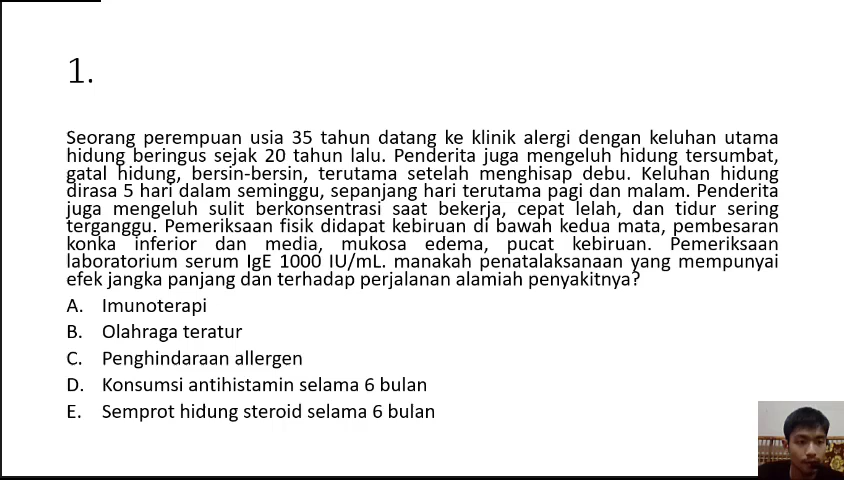 1.
Seorang perempuan usia 35 tahun datang ke klinik alergi dengan keluhan utama
hidung beringus sejak 20 tahun lalu. Penderita juga mengeluh hidung tersumbat,
gatal hidung, bersin-bersin, terutama setelah menghisap debu. Keluhan hidung
dirasa 5 hari dalam seminggu, sepanjang hari terutama pagi dan malam. Penderita
juga mengeluh sulit berkonsentrasi saat bekerja, cepat lelah, dan tidur sering
terganggu. Pemeriksaan fisik didapat kebiruan di bawah kedua mata, pembesaran
konka inferior dan media, mukosa edema, pucat kebiruan. Pemeriksaan
laboratorium serum IgE 1000 IU/mL. manakah penatalaksanaan yang mempunyai
efek jangka panjang dan terhadap perjalanan alamiah penyakitnya?
A. Imunoterapi
B. Olahraga teratur
C. Penghindaraan allergen
D. Konsumsi antihistamin selama 6 bulan
E. Semprot hidung steroid selama 6 bulan